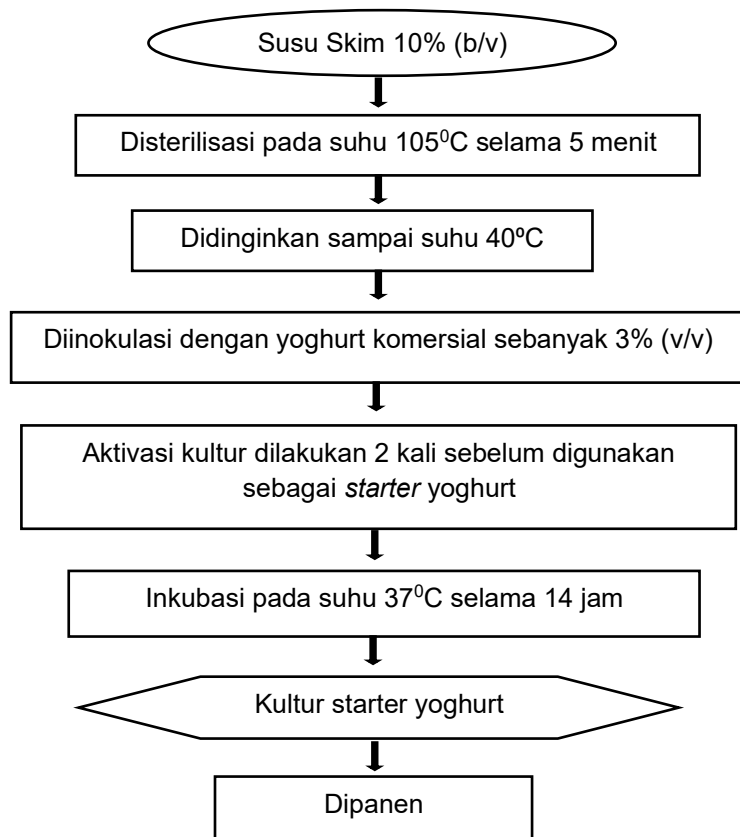 Susu Skim 10% (b/v)
Disterilisasi pada suhu 105⁰C selama 5 menit
Didinginkan sampai suhu 40ºC
Diinokulasi dengan yoghurt komersial sebanyak 3% (v/v)
Aktivasi kultur dilakukan 2 kali sebelum digunakan
sebagai starter yoghurt
Inkubasi pada suhu 37⁰C selama 14 jam
Kultur starter yoghurt
Dipanen